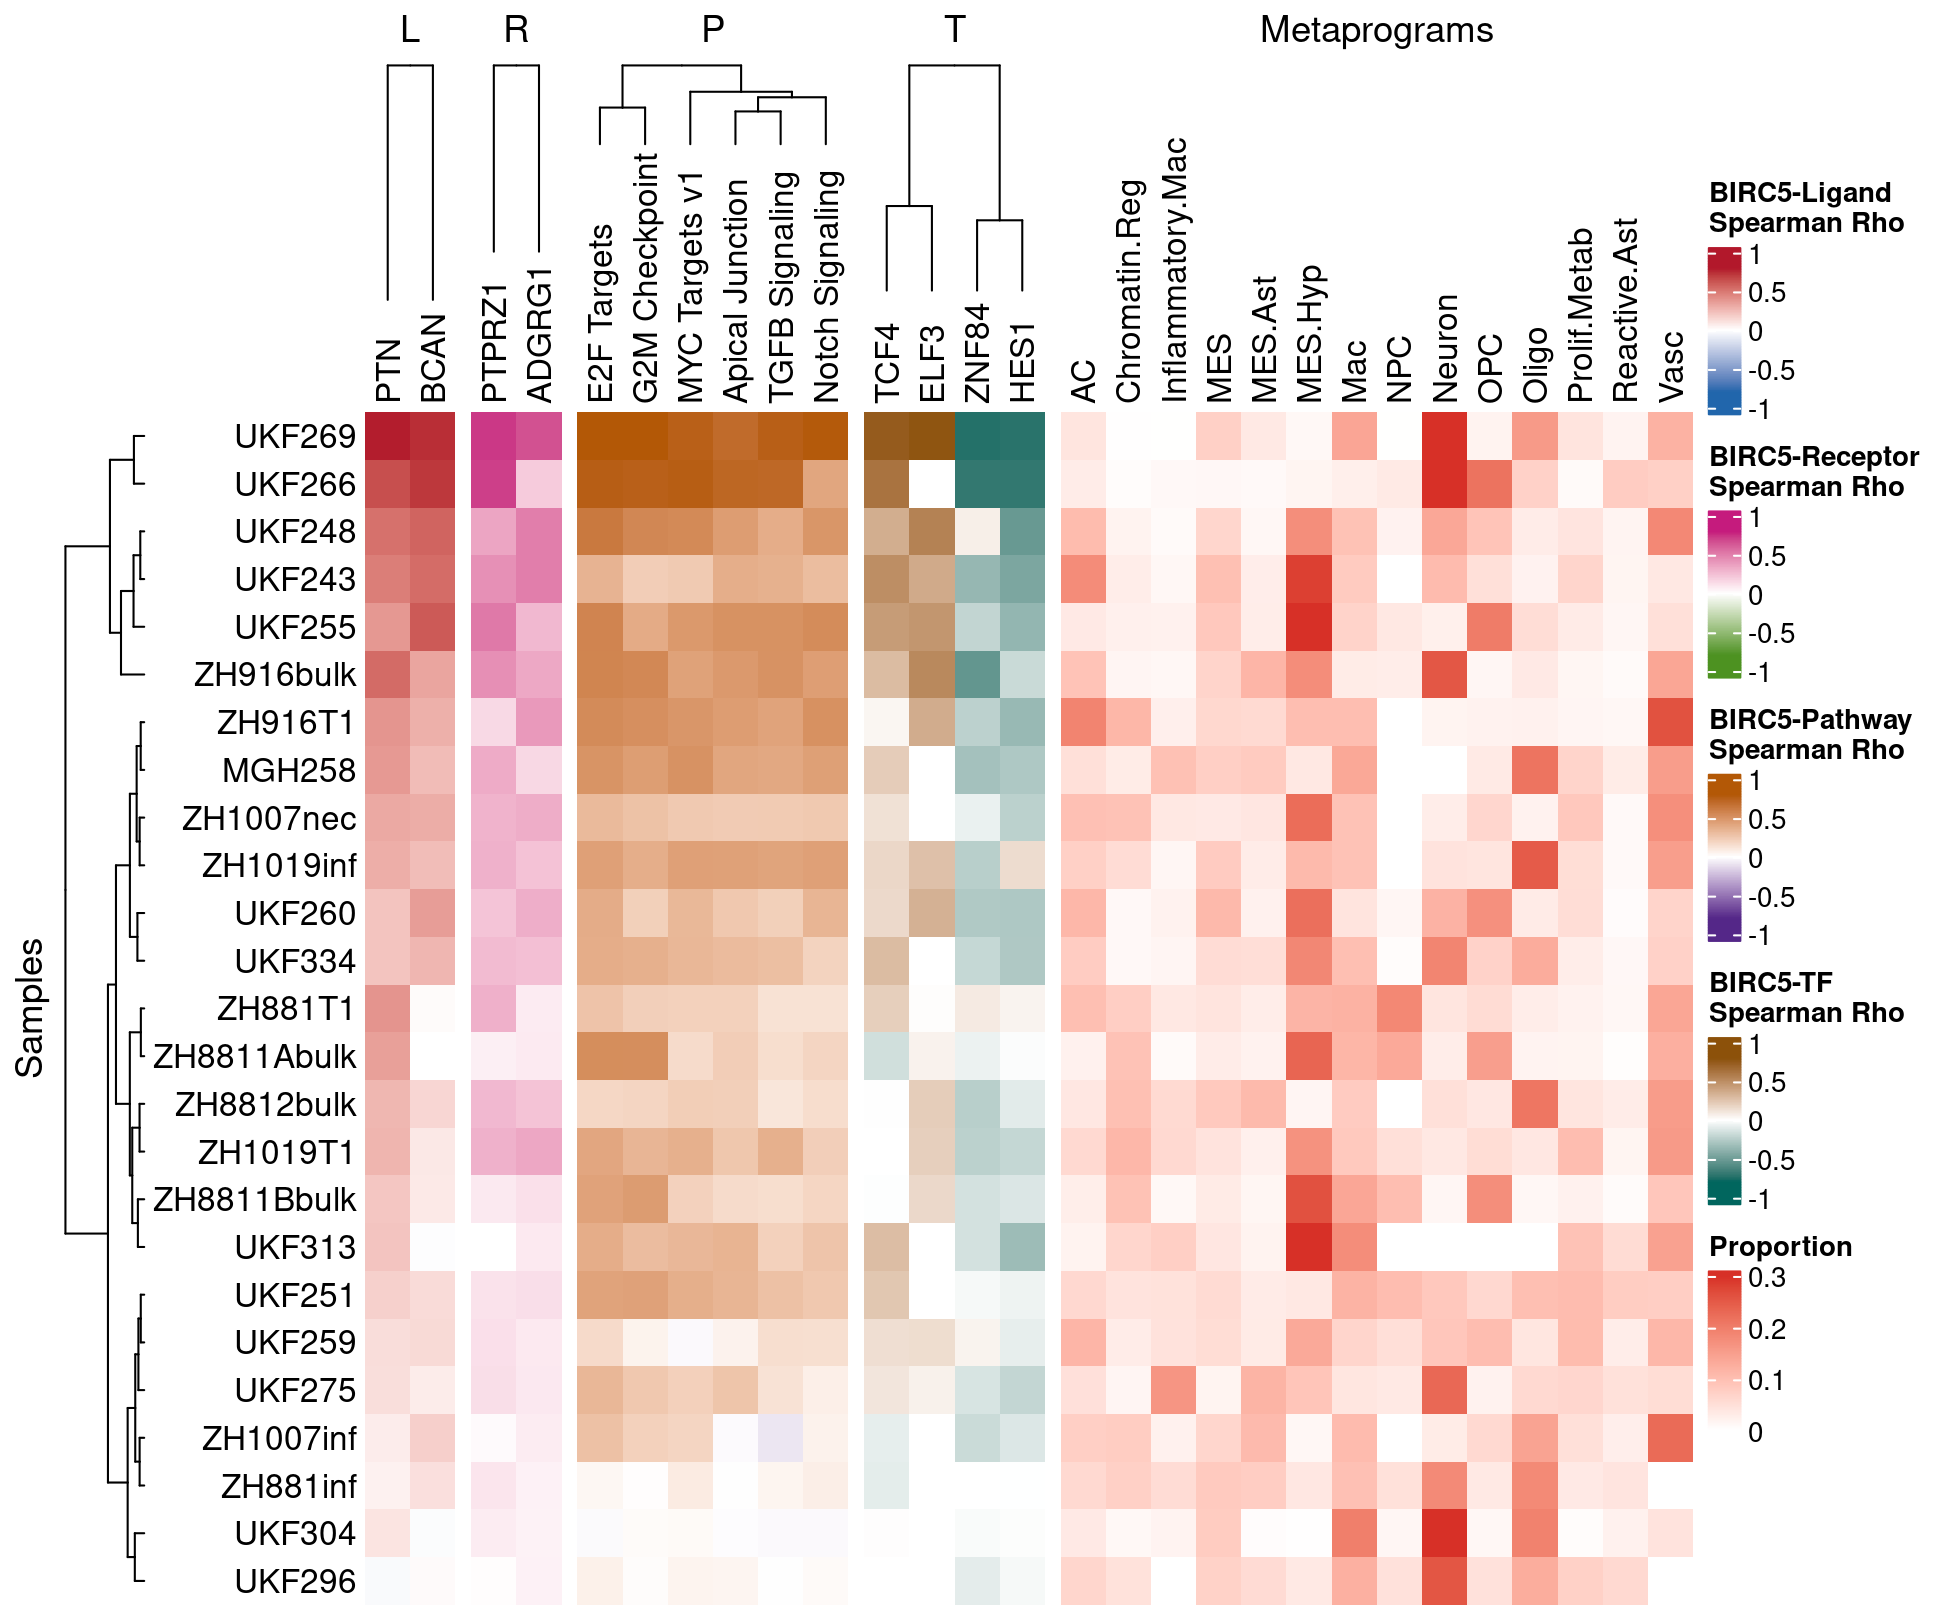 L R P T Metaprograms
PTN
BCAN
PTPRZ1
ADGRG1
E2F Targets
G2M Checkpoint
MYC Targets v1
Apical Junction
TGFB Signaling
Notch Signaling
TCF4
ELF3
ZNF84
HES1
AC
Chromatin.Reg
Inflammatory.Mac
MES
MES.Ast
MES.Hyp
Mac
NPC
Neuron
OPC
Oligo
Prolif.Metab
Reactive.Ast
Vasc
Samples
UKF269
UKF266
UKF248
UKF243
UKF255
ZH916bulk
ZH916T1
MGH258
ZH1007nec
ZH1019inf
UKF260
UKF334
ZH881T1
ZH8811Abulk
ZH8812bulk
ZH1019T1
ZH8811Bbulk
UKF313
UKF251
UKF259
UKF275
ZH1007inf
ZH881inf
UKF304
UKF296
BIRC5-Ligand
Spearman Rho
1
0.5
0
-0.5
-1
BIRC5-Receptor
Spearman Rho
1
0.5
0
-0.5
-1
BIRC5-Pathway
Spearman Rho
1
0.5
0
-0.5
-1
BIRC5-TF
Spearman Rho
1
0.5
0
-0.5
-1
Proportion
0.3
0.2
0.1
0